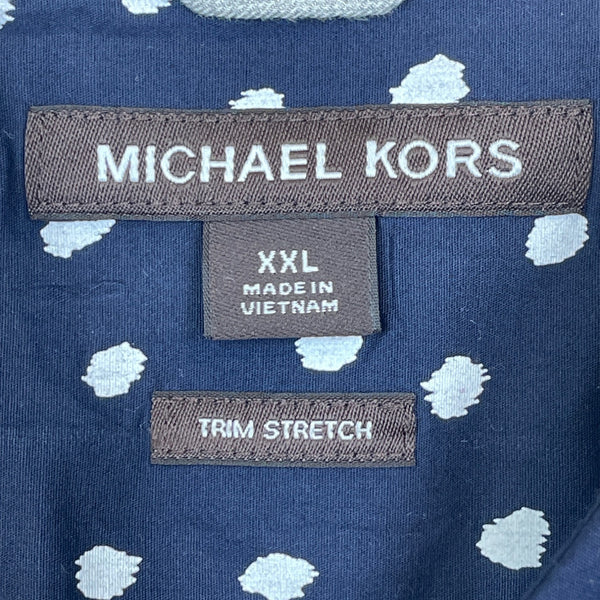 MICHAEL KORS
XXL
MADE IN
VIETNAM
TRIM STRETCH